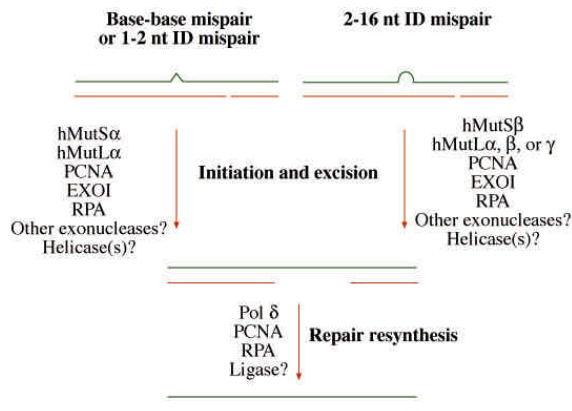 Base-base mispair
or 1-2 nt ID mispair
2-16 nt ID mispair
hMutSα
hMutLα
PCNA
EXOI
RPA
Other exonucleases?
Helicase(s)?
Initiation and excision
hMutSβ
hMutLα, β, or γ
PCNA
EXOI
RPA
Other exonucleases?
Helicase(s)?
Pol δ
PCNA
RPA
Ligase?
Repair resynthesis